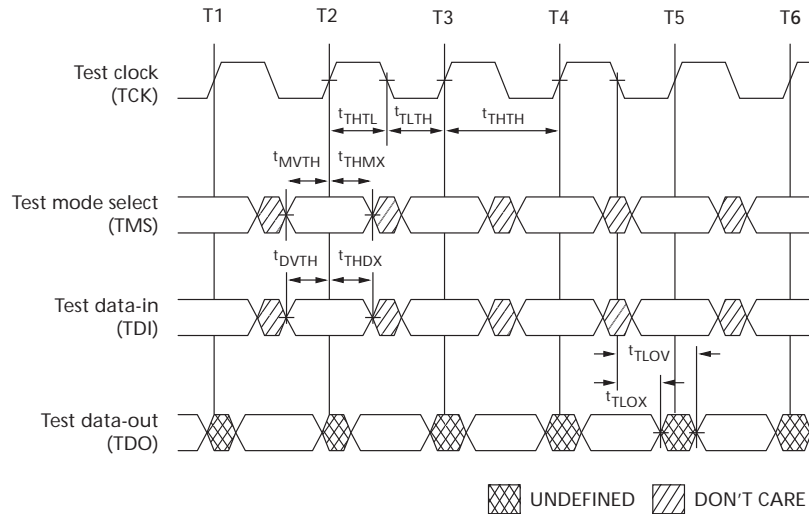 T1 T2 T3 T4 T5 T6
Test clock
(TCK)
tTHTL tTLTH tTHTH
tMVTH tTHMX
Test mode select
(TMS)
tDVTH tTHDX
Test data-in
(TDI)
tTLOV
tTLOX
Test data-out
(TDO)
UNDEFINED DON'T CARE